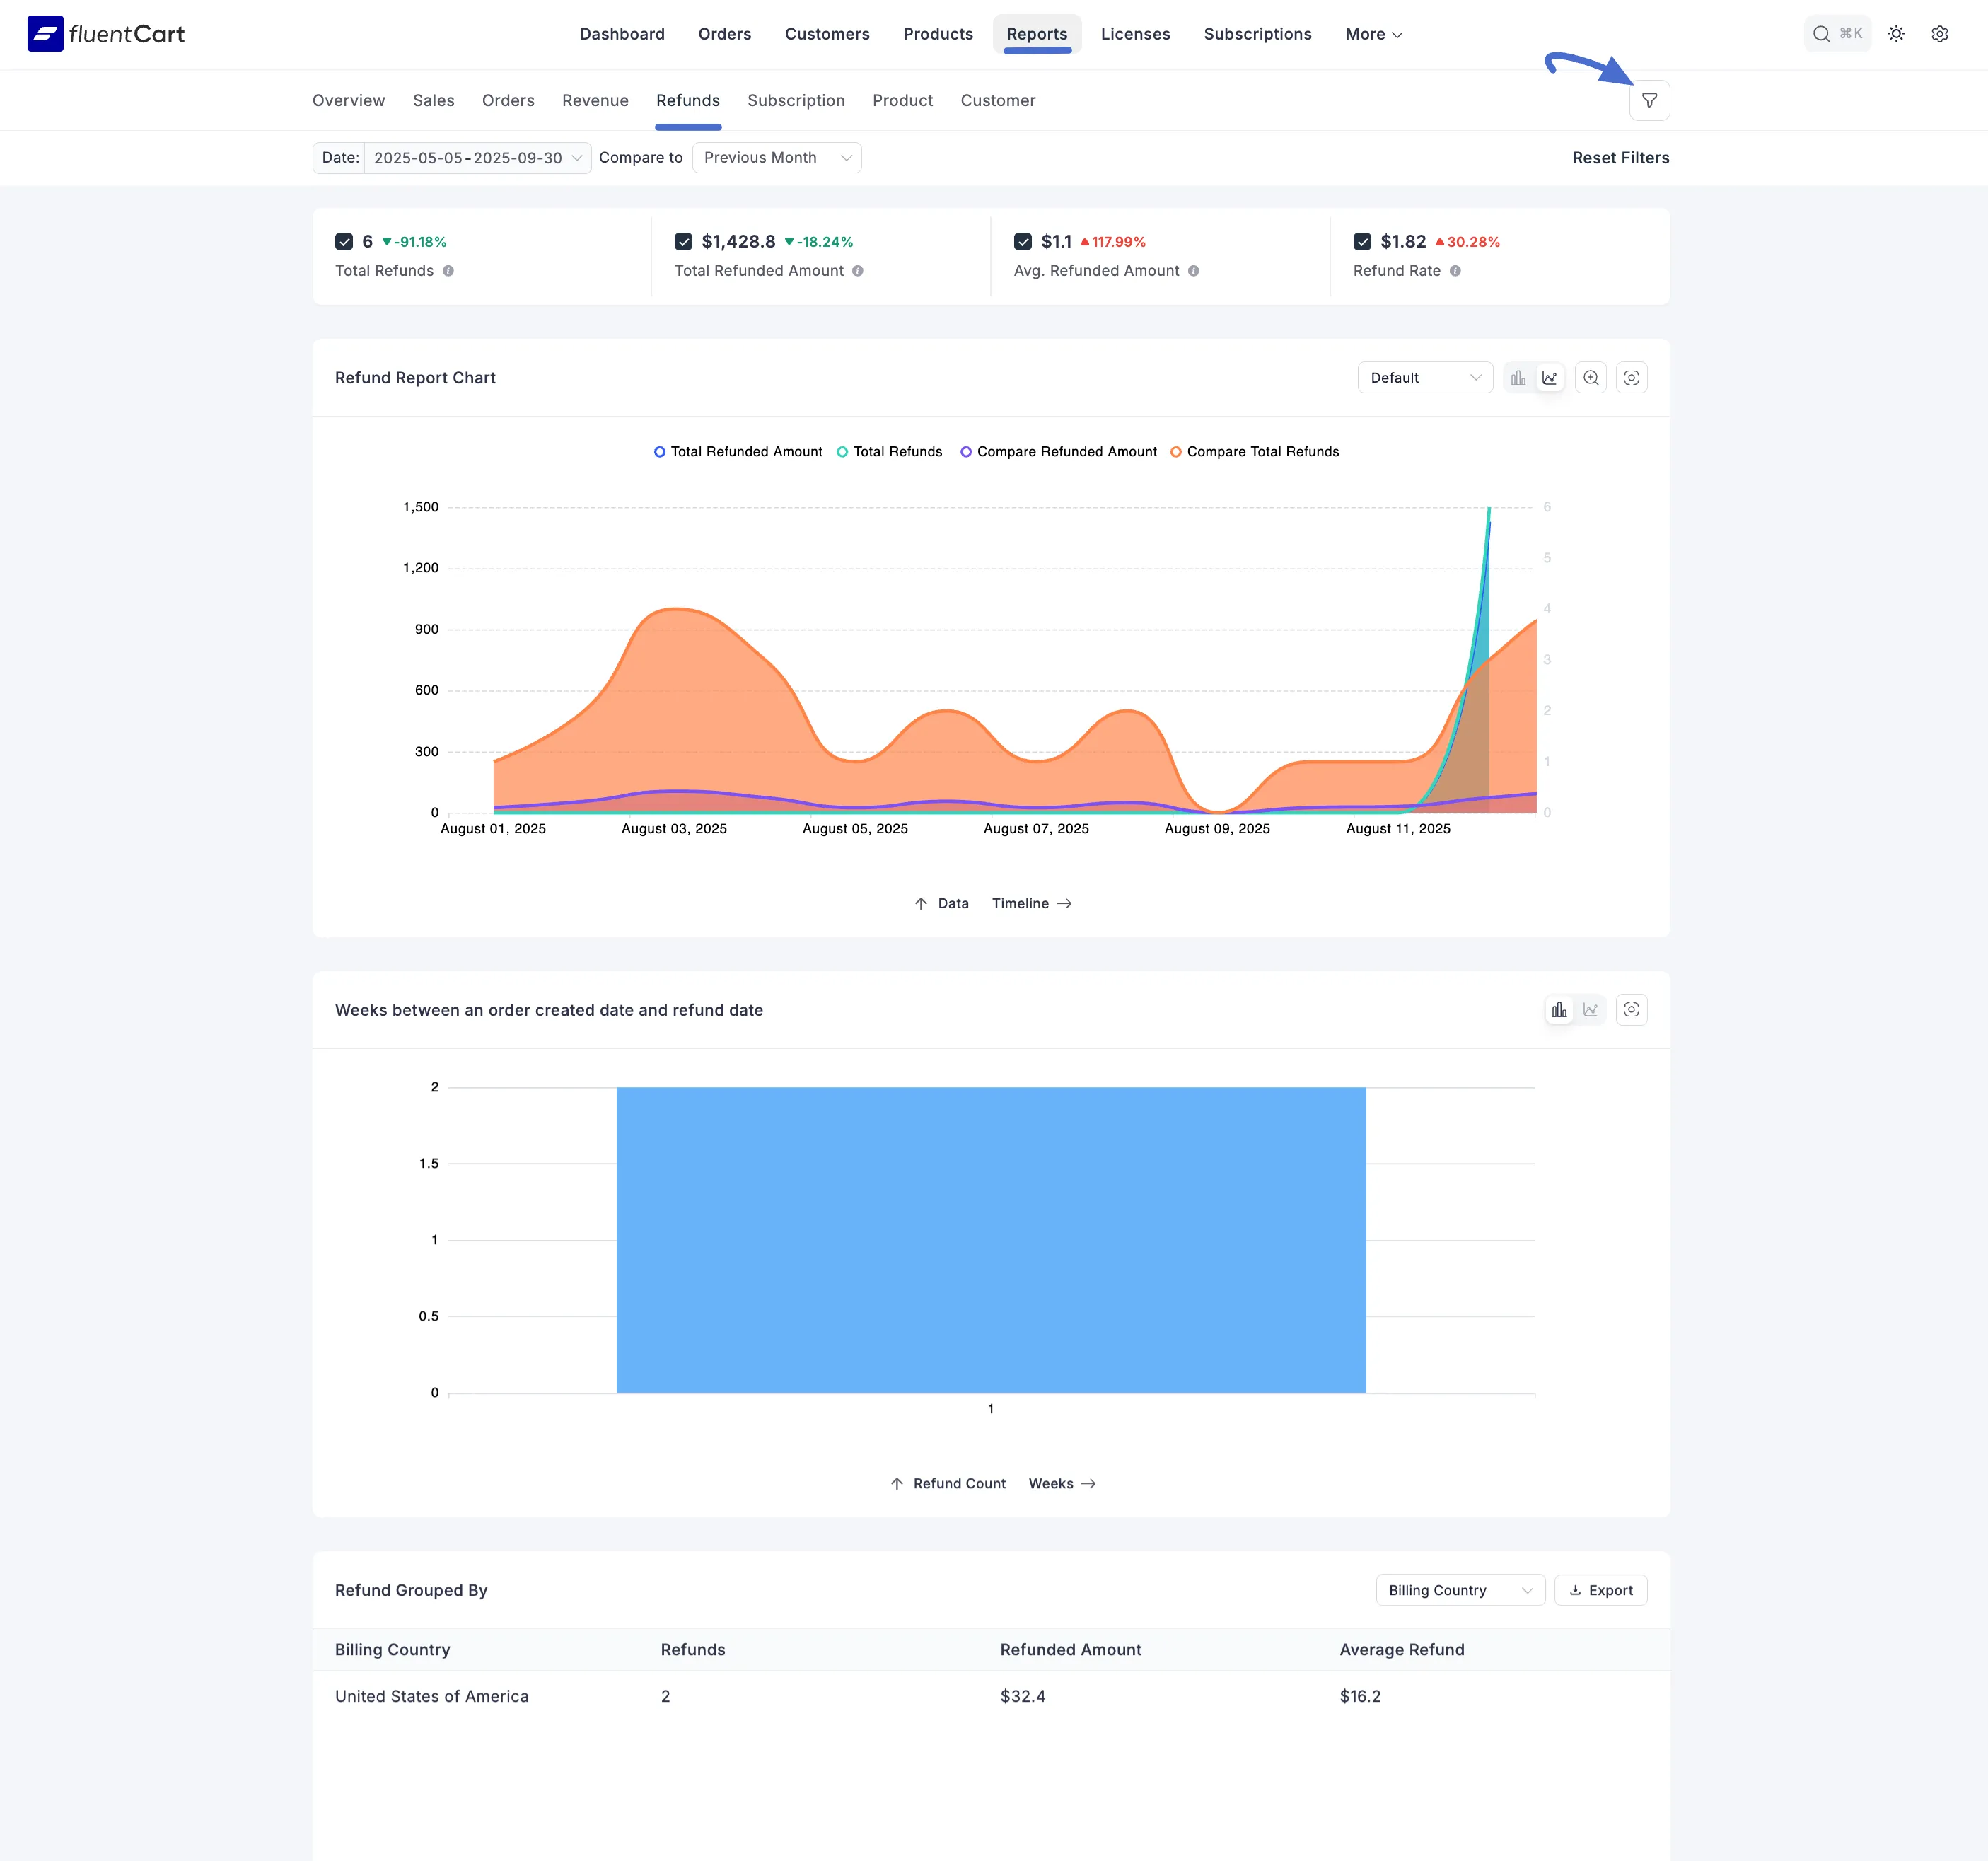 fluentCart
Dashboard Orders Customers Products Reports Licenses Subscriptions More
⌘K
Overview Sales Orders Revenue Refunds Subscription Product Customer
Date: 2025-05-05 - 2025-09-30 Compare to Previous Month Reset Filters
6 ▼-91.18% $1,428.8 ▼-18.24% $1.1 ▲117.99% $1.82 ▲30.28%
Total Refunds Total Refunded Amount Avg. Refunded Amount Refund Rate
Refund Report Chart Default
Total Refunded Amount Total Refunds Compare Refunded Amount Compare Total Refunds
1,500 6
5
1,200
4
900
3
600
2
300
1
0 0
August 01, 2025 August 03, 2025 August 05, 2025 August 07, 2025 August 09, 2025 August 11, 2025
↑ Data Timeline →
Weeks between an order created date and refund date
2
1.5
1
0.5
0
1
↑ Refund Count Weeks →
Refund Grouped By Billing Country Export
Billing Country Refunds Refunded Amount Average Refund
United States of America 2 $32.4 $16.2